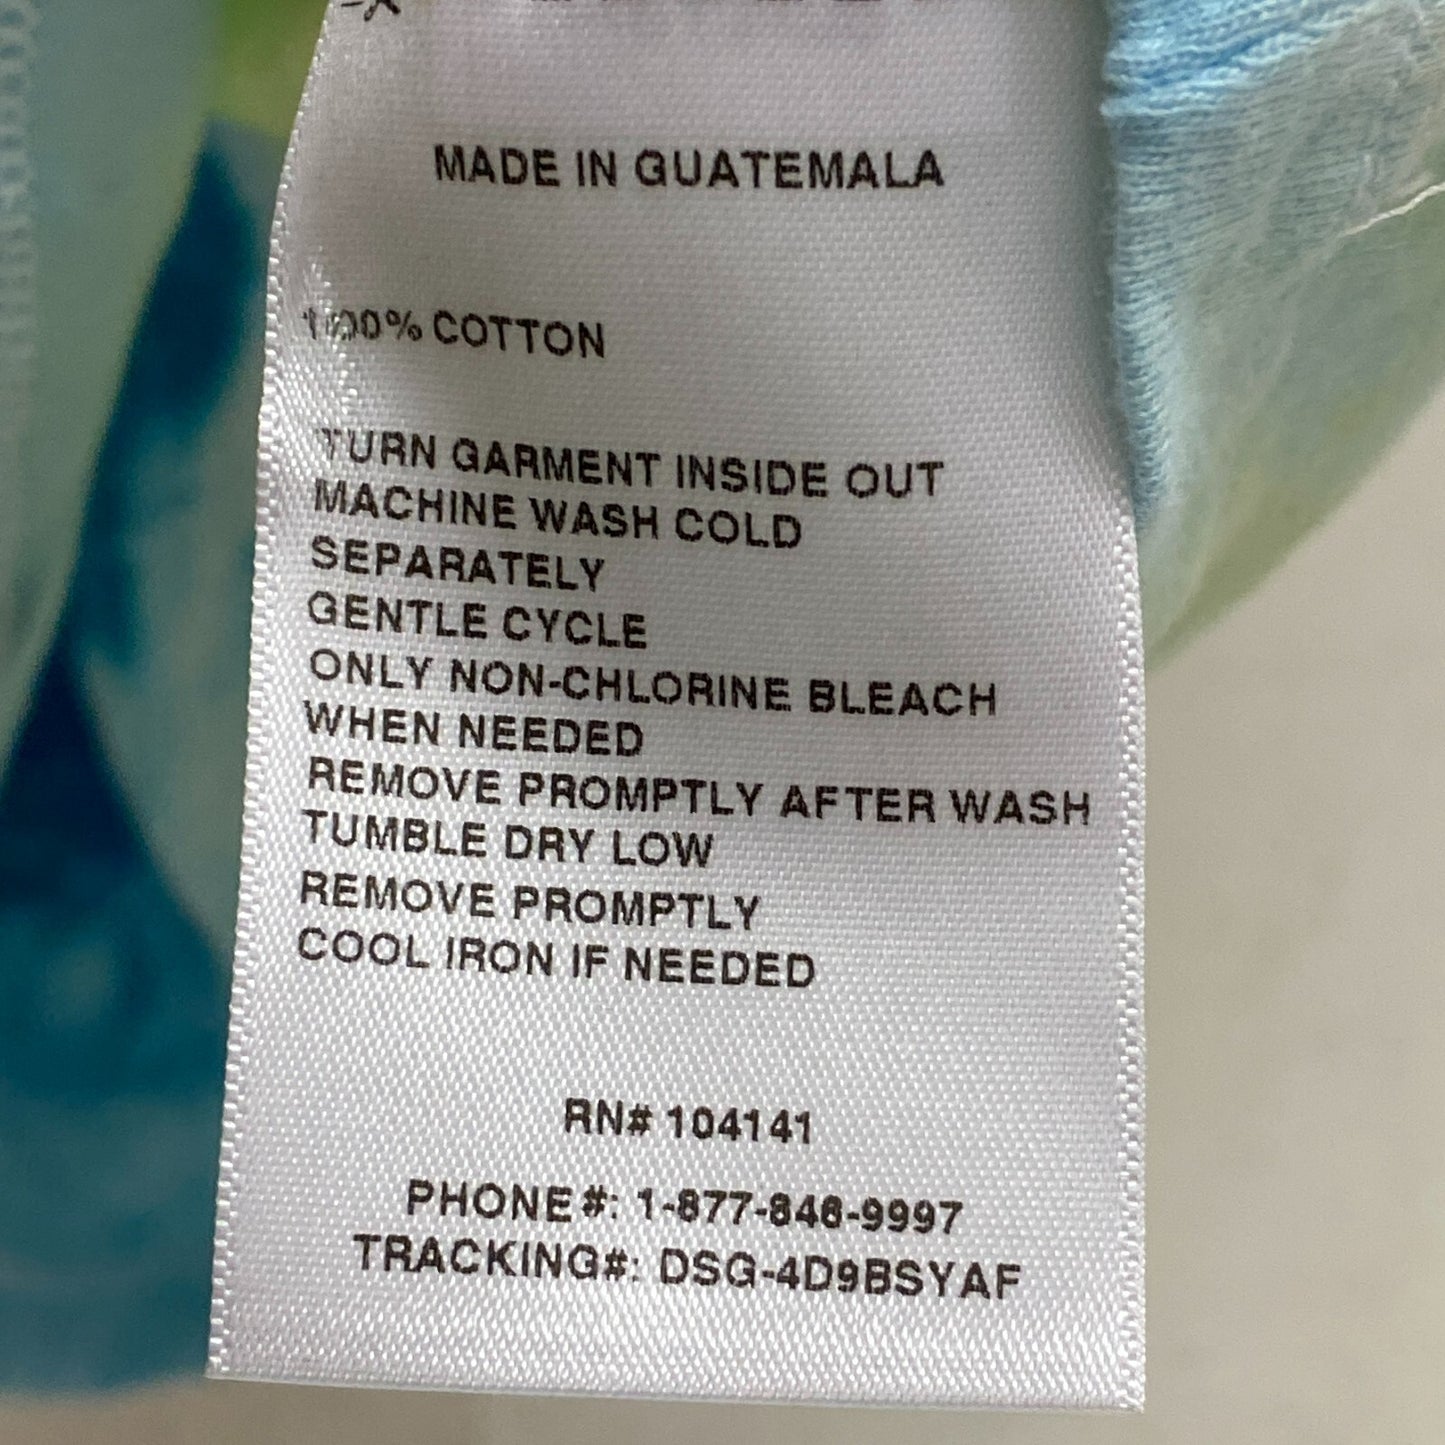 MADE IN GUATEMALA
100% COTTON
TURN GARMENT INSIDE OUT
MACHINE WASH COLD
SEPARATELY
GENTLE CYCLE
ONLY NON-CHLORINE BLEACH
WHEN NEEDED
REMOVE PROMPTLY AFTER WASH
TUMBLE DRY LOW
REMOVE PROMPTLY
COOL IRON IF NEEDED
RN# 104141
PHONE#: 1-877-846-9997
TRACKING#: DSG-4D9BSYAF